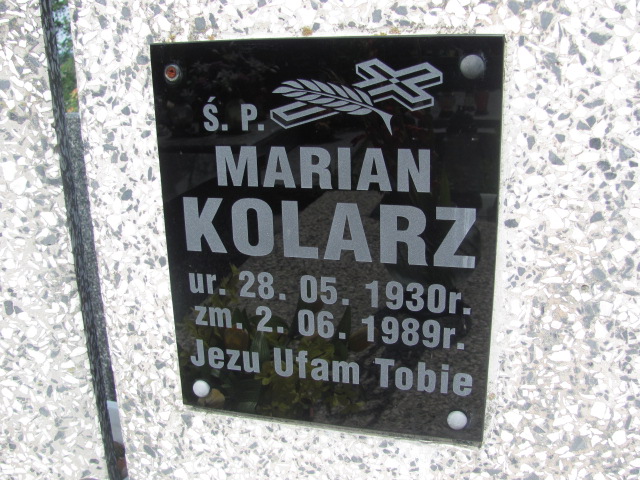 Ś. P.
MARIAN
KOLARZ
ur. 28. 05. 1930r.
zm. 2. 06. 1989r.
Jezu Ufam Tobie